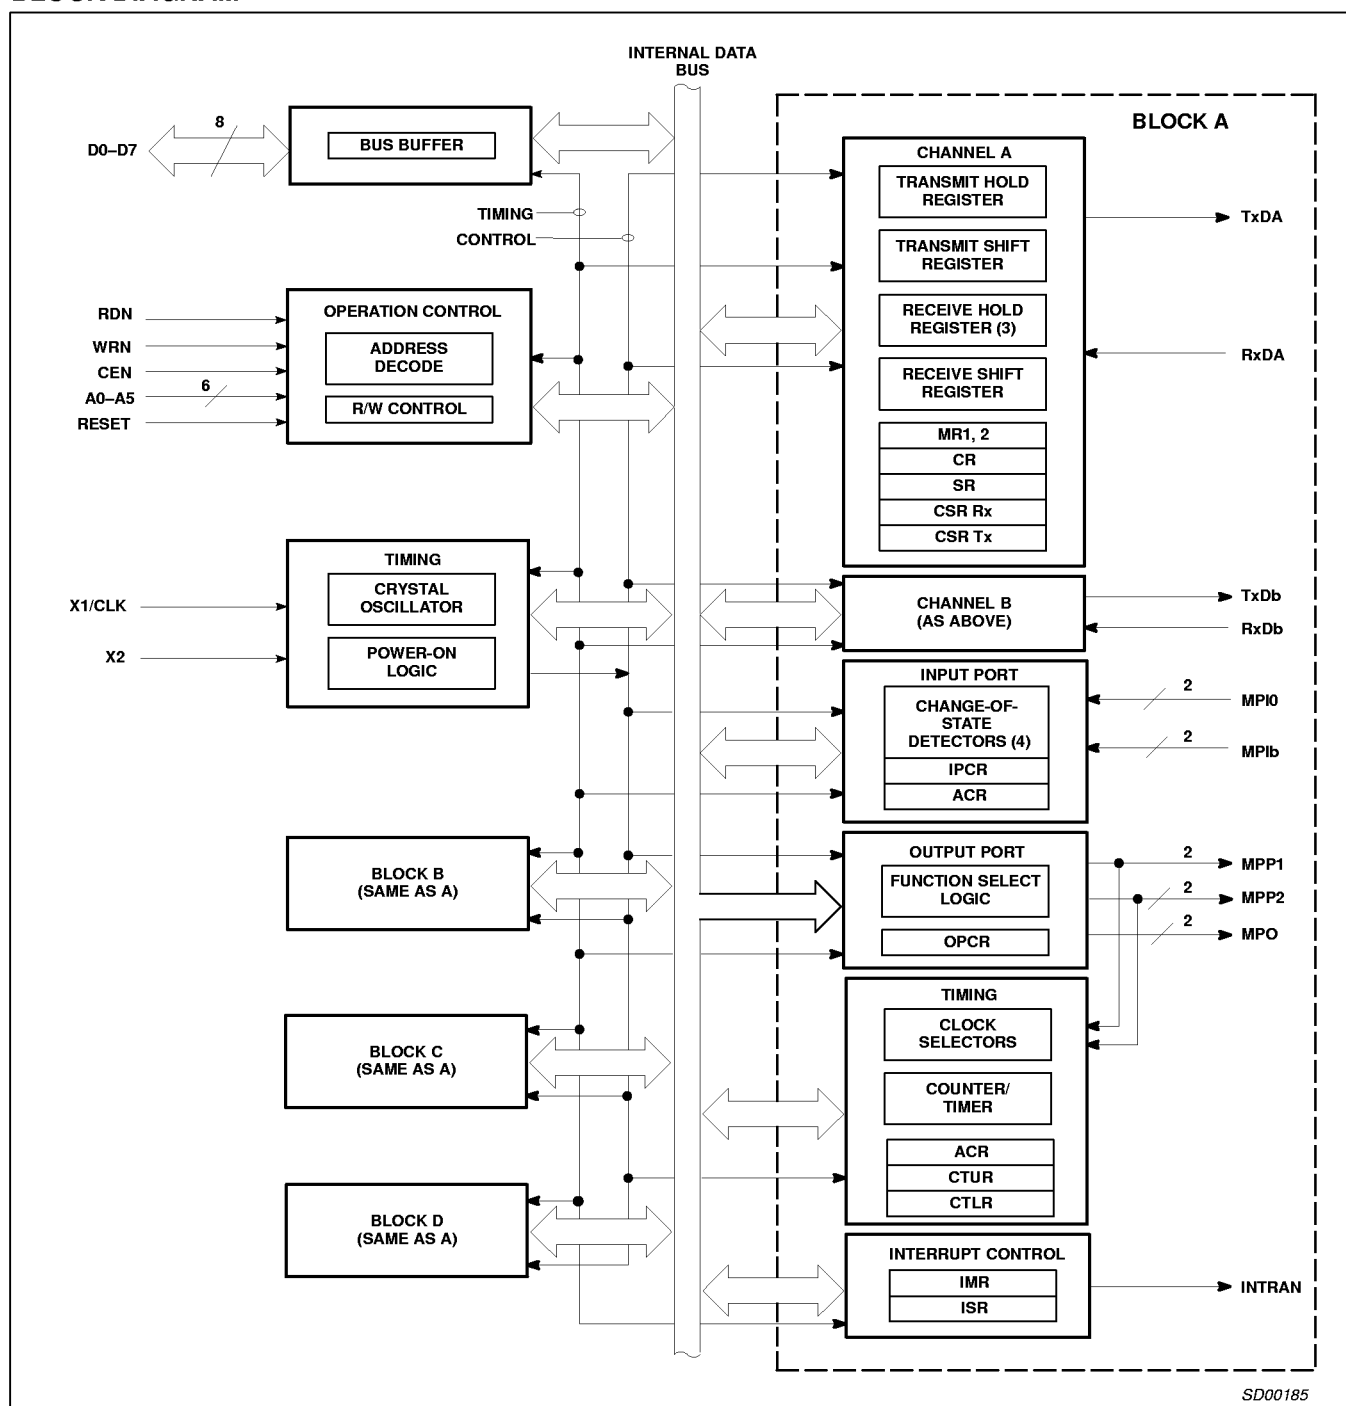 INTERNAL DATA
BUS
D0–D7
8
BUS BUFFER
TIMING
CONTROL
RDN
WRN
CEN
A0–A5
6
RESET
OPERATION CONTROL
ADDRESS
DECODE
R/W CONTROL
X1/CLK
X2
TIMING
CRYSTAL
OSCILLATOR
POWER-ON
LOGIC
BLOCK B
(SAME AS A)
BLOCK C
(SAME AS A)
BLOCK D
(SAME AS A)
BLOCK A
CHANNEL A
TRANSMIT HOLD
REGISTER
TRANSMIT SHIFT
REGISTER
RECEIVE HOLD
REGISTER (3)
RECEIVE SHIFT
REGISTER
MR1, 2
CR
SR
CSR Rx
CSR Tx
TxDA
RxDA
CHANNEL B
(AS ABOVE)
TxDb
RxDb
INPUT PORT
CHANGE-OF-
STATE
DETECTORS (4)
IPCR
ACR
2
MPI0
2
MPIb
OUTPUT PORT
FUNCTION SELECT
LOGIC
OPCR
2
MPP1
2
MPP2
2
MPO
TIMING
CLOCK
SELECTORS
COUNTER/
TIMER
ACR
CTUR
CTLR
INTERRUPT CONTROL
IMR
ISR
INTRAN
SD00185